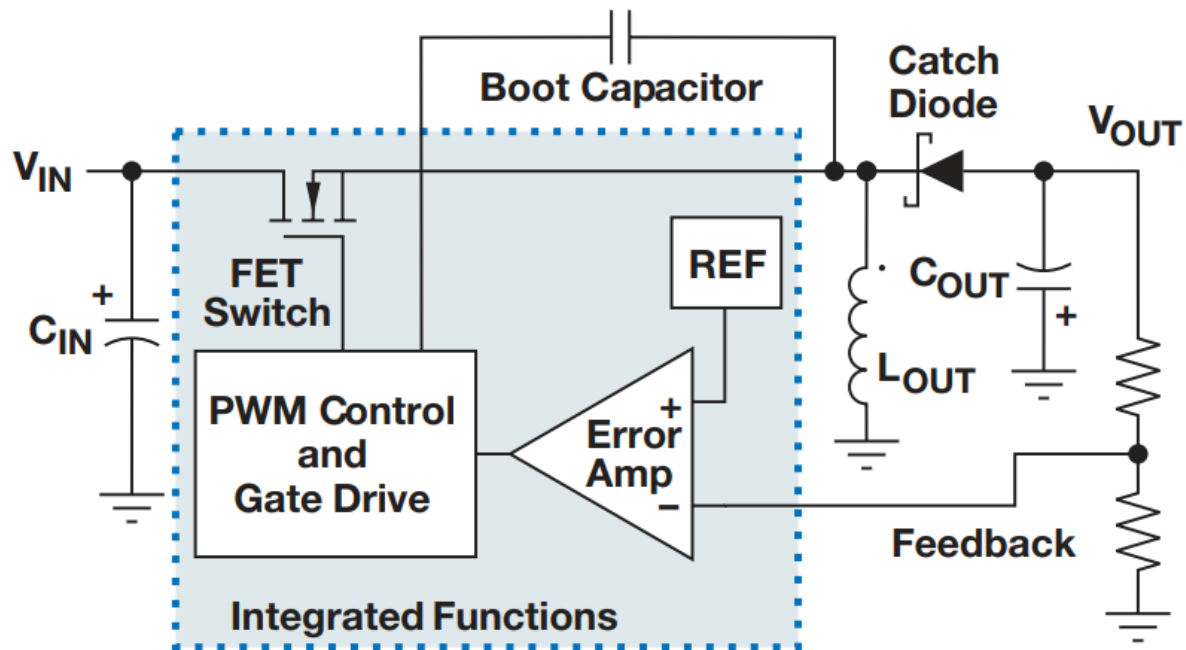 Boot Capacitor
Catch
Diode
VOUT
VIN
FET
Switch
REF
+
CIN
COUT
+
LOUT
PWM Control
and
Gate Drive
+
Error
Amp
−
Feedback
Integrated Functions